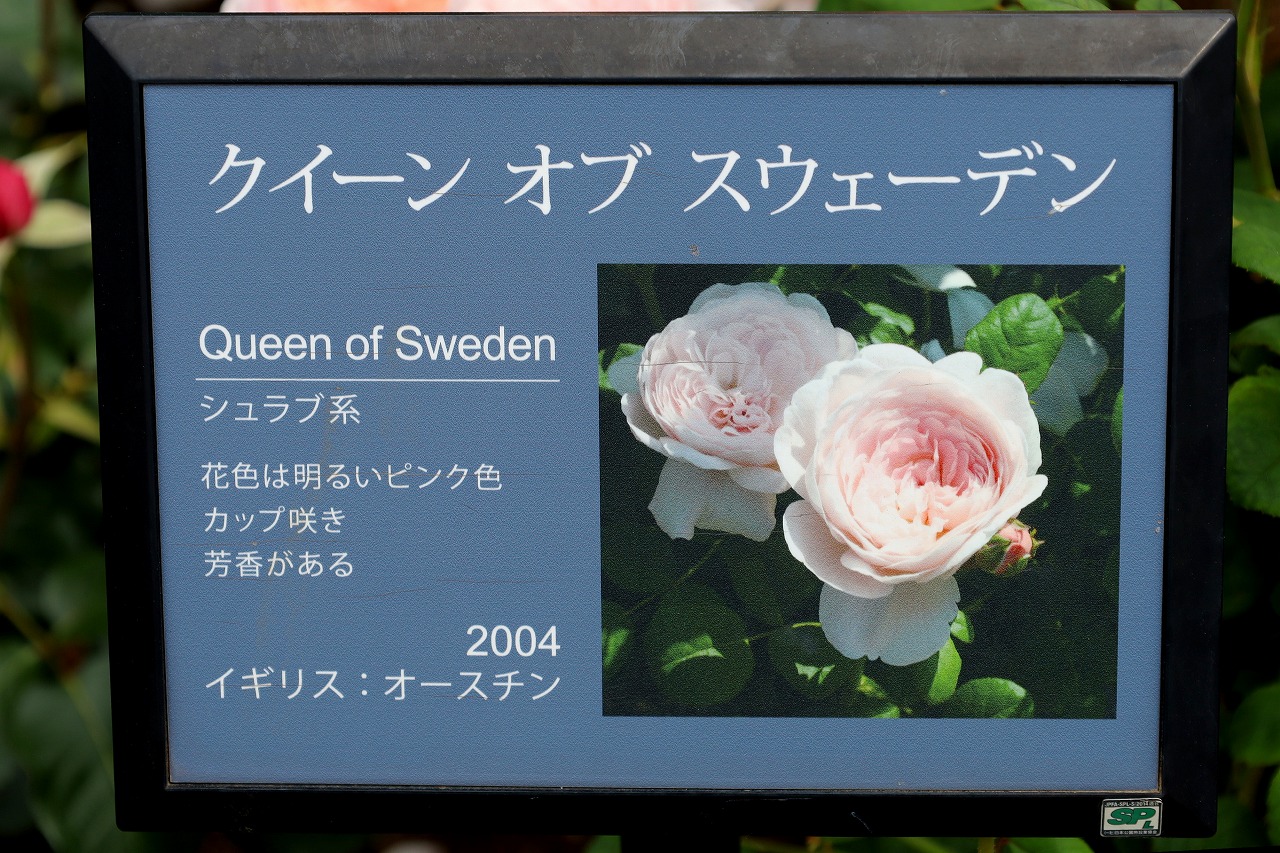 クイーン オブ スウェーデン
Queen of Sweden
シュラブ系
花色は明るいピンク色
カップ咲き
芳香がある
2004
イギリス：オースチン
SPL